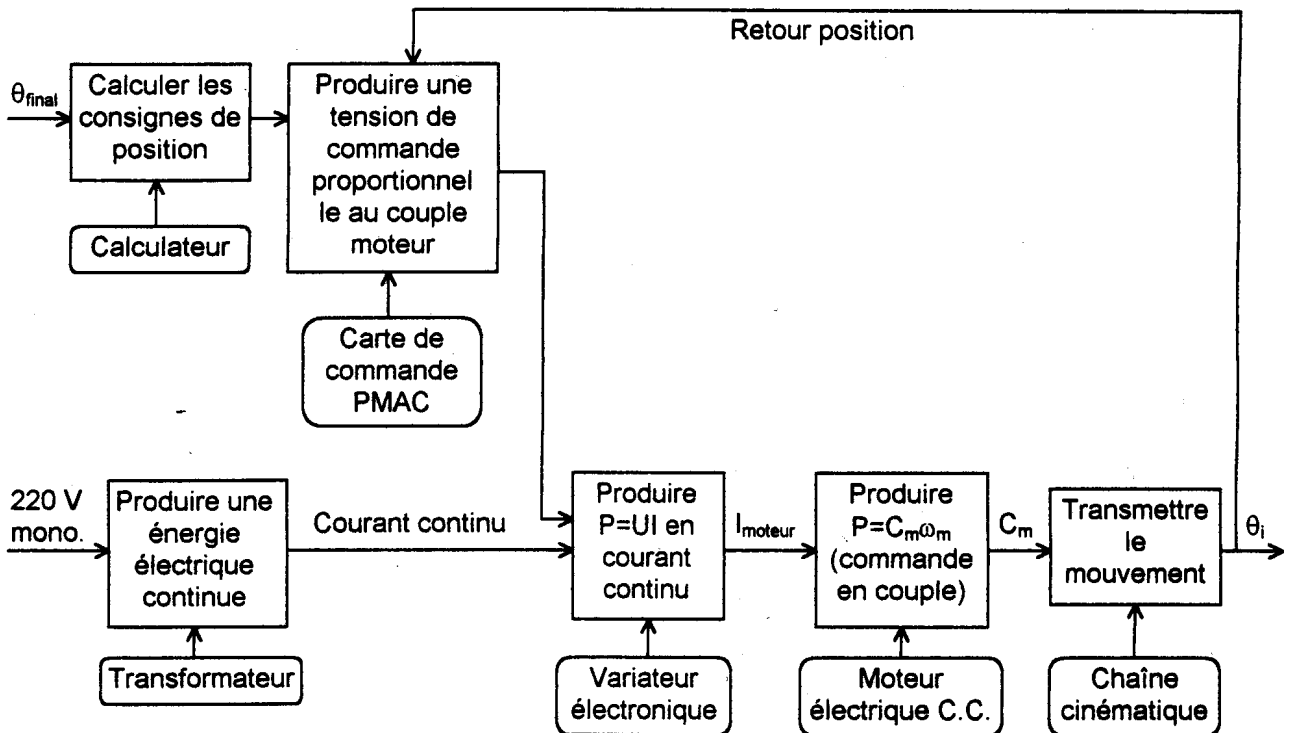 Retour position
θfinal
Calculer les
consignes de
position
Produire une
tension de
commande
proportionnel
le au couple
moteur
Calculateur
Carte de
commande
PMAC
220 V
mono.
Produire une
énergie
électrique
continue
Courant continu
Produire
P=UI en
courant
continu
Imoteur
Produire
P=Cmωm
(commande
en couple)
Cm
Transmettre
le
mouvement
θi
Transformateur
Variateur
électronique
Moteur
électrique C.C.
Chaîne
cinématique